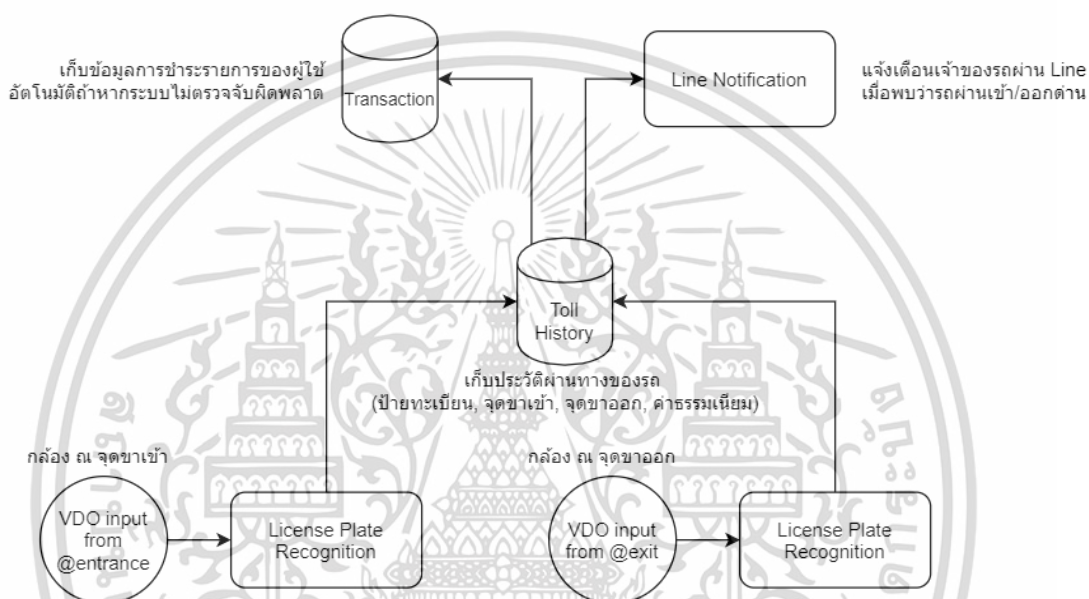 เก็บข้อมูลการชำระรายการของผู้ใช้
อัตโนมัติถ้าหากระบบไม่ตรวจจับผิดพลาด
Transaction
Line Notification
แจ้งเตือนเจ้าของรถผ่าน Line
เมื่อพบว่ารถผ่านเข้า/ออกด่าน
Toll
History
เก็บประวัติผ่านทางของรถ
(ป้ายทะเบียน, จุดขาเข้า, จุดขาออก, ค่าธรรมเนียม)
กล้อง ณ จุดขาเข้า
VDO input
from
@entrance
License Plate
Recognition
กล้อง ณ จุดขาออก
VDO input
from @exit
License Plate
Recognition